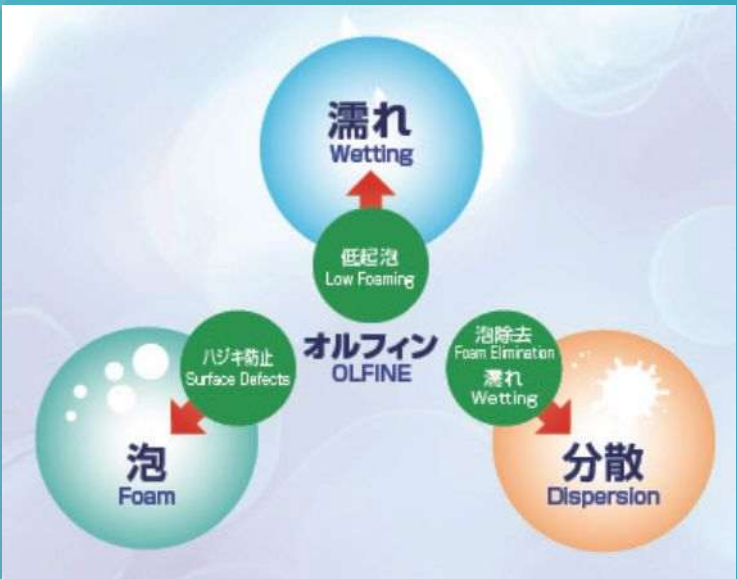 濡れ
Wetting
低起泡
Low Foaming
ハジキ防止
Surface Defects
オルフィン
OLFINE
泡除去
Foam Elimination
濡れ
Wetting
泡
Foam
分散
Dispersion